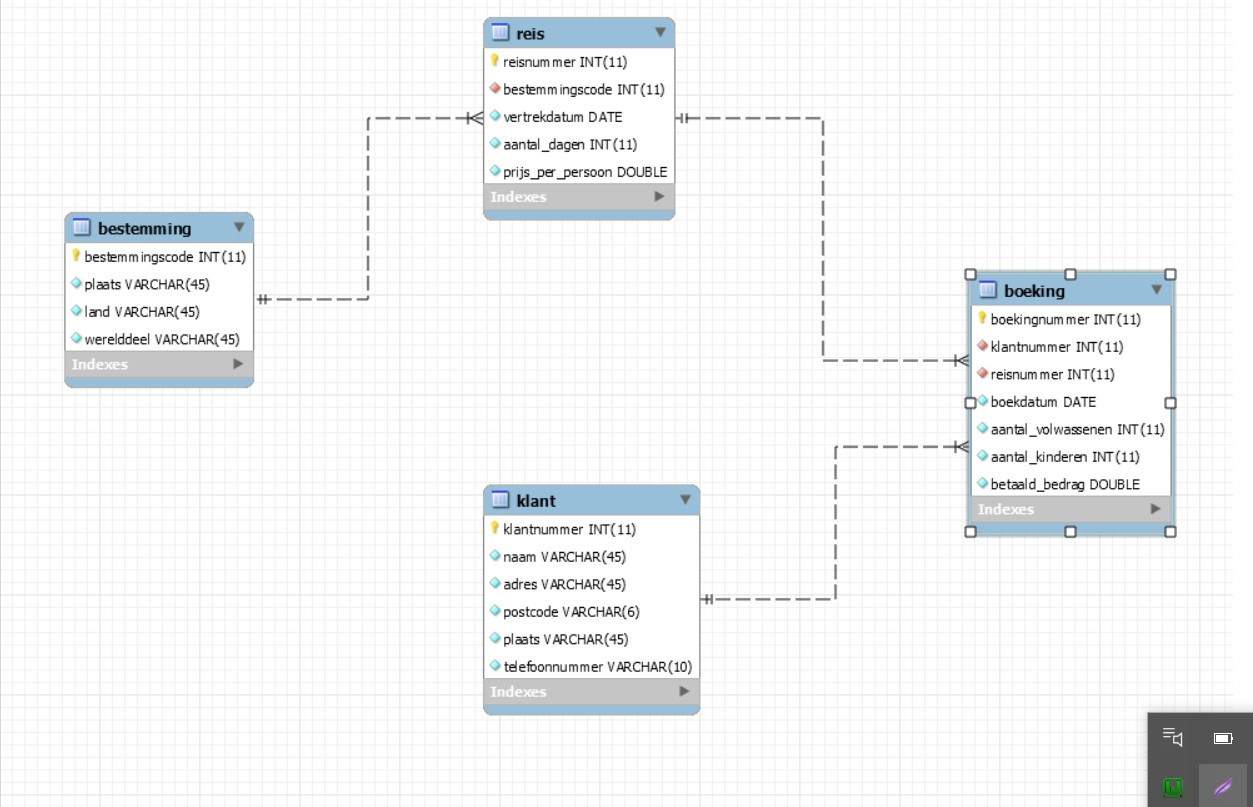 reis
reisnummer INT(11)
bestemmingscode INT(11)
vertrekdatum DATE
aantal_dagen INT(11)
prijs_per_persoon DOUBLE
Indexes
bestemming
bestemmingscode INT(11)
plaats VARCHAR(45)
land VARCHAR(45)
werelddeel VARCHAR(45)
Indexes
boeking
boekingnummer INT(11)
klantnummer INT(11)
reisnummer INT(11)
boekdatum DATE
aantal_volwassenen INT(11)
aantal_kinderen INT(11)
betaald_bedrag DOUBLE
Indexes
klant
klantnummer INT(11)
naam VARCHAR(45)
adres VARCHAR(45)
postcode VARCHAR(6)
plaats VARCHAR(45)
telefoonnummer VARCHAR(10)
Indexes